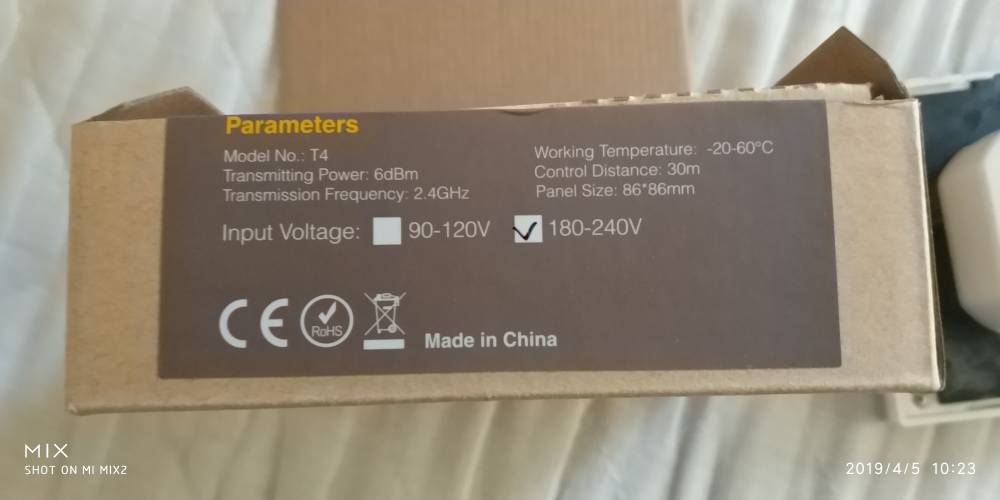 Parameters
Model No.: T4
Transmitting Power: 6dBm
Transmission Frequency: 2.4GHz
Working Temperature: -20-60°C
Control Distance: 30m
Panel Size: 86*86mm
Input Voltage: 90-120V 180-240V
CE RoHS
Made in China
MIX
SHOT ON MI MIX2
2019/4/5 10:23